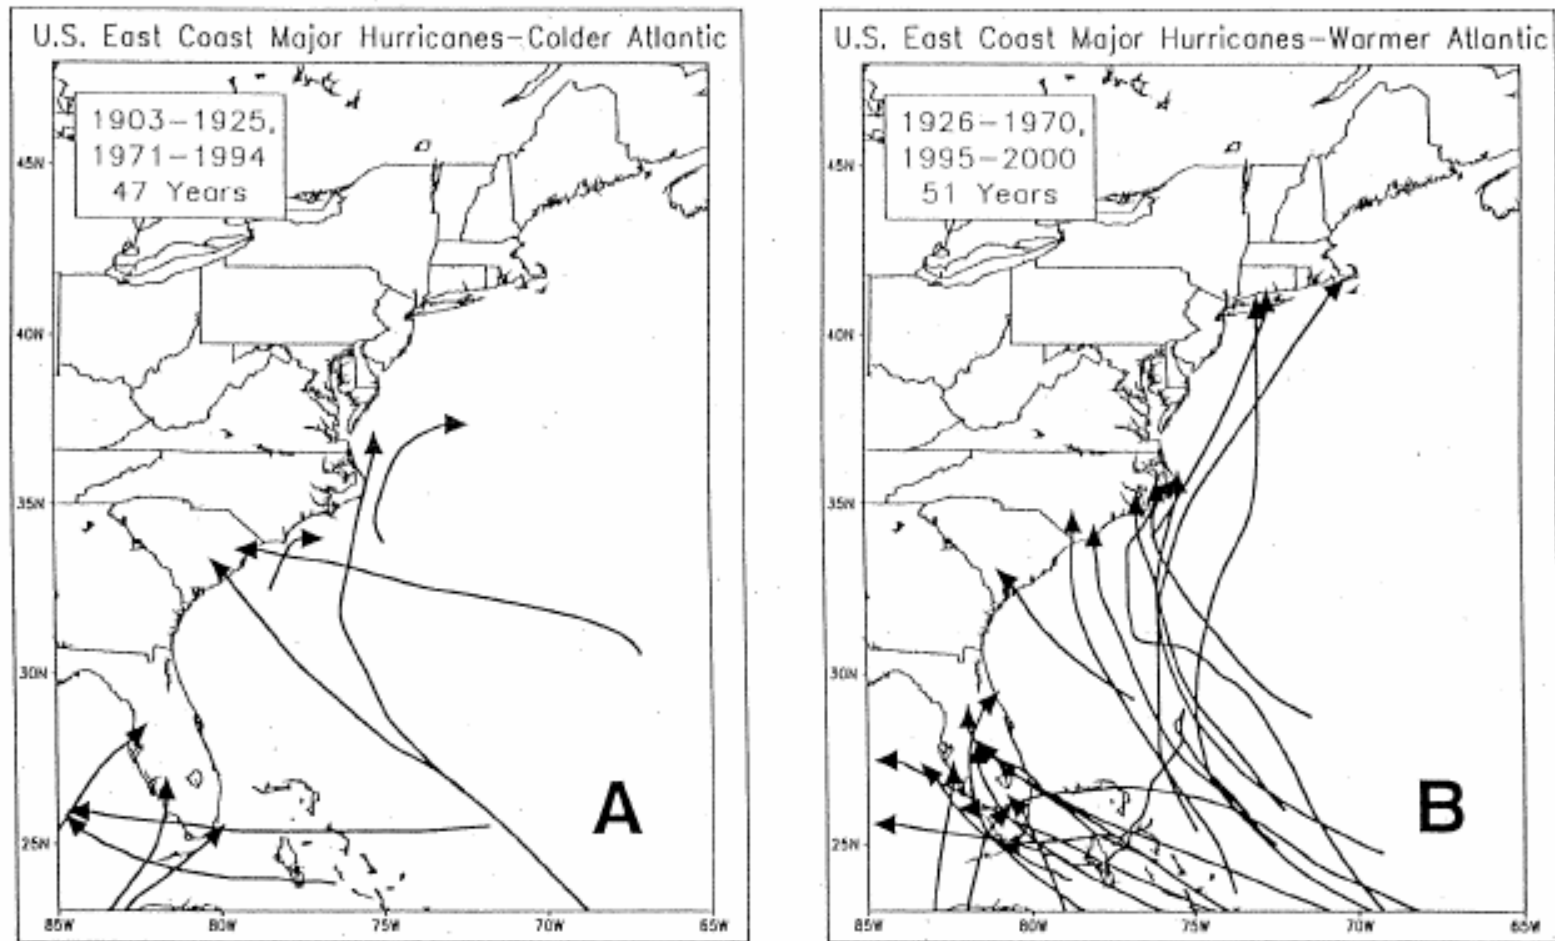 U.S. East Coast Major Hurricanes-Colder Atlantic
1903-1925,
1971-1994
47 Years
45N
40N
35N
30N
25N
85W
80W
75W
70W
65W
A
U.S. East Coast Major Hurricanes-Warmer Atlantic
1926-1970,
1995-2000
51 Years
45N
40N
35N
30N
25N
85W
80W
75W
70W
65W
B